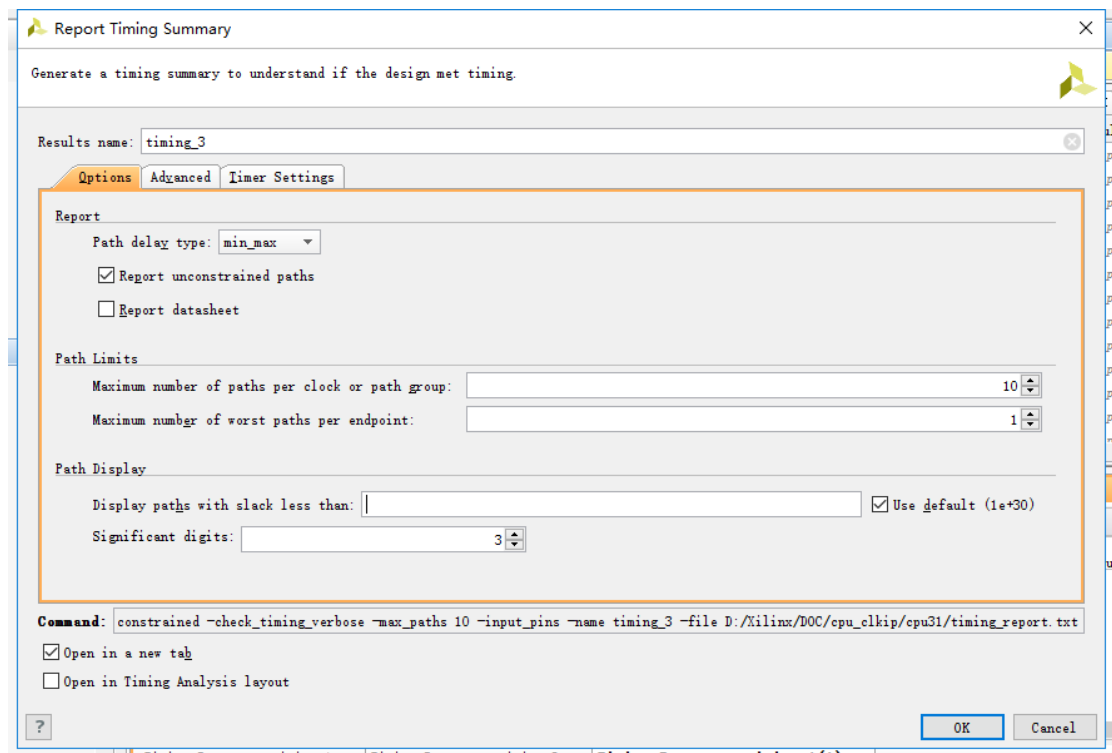 Report Timing Summary
Generate a timing summary to understand if the design met timing.
Results name: timing_3
Options Advanced Timer Settings
Report
Path delay type: min_max
Report unconstrained paths
Report datasheet
Path Limits
Maximum number of paths per clock or path group: 10
Maximum number of worst paths per endpoint: 1
Path Display
Display paths with slack less than: Use default (1e+30)
Significant digits: 3
Command: constrained -check_timing_verbose -max_paths 10 -input_pins -name timing_3 -file D:/Xilinx/DOC/cpu_clkip/cpu31/timing_report.txt
Open in a new tab
Open in Timing Analysis layout
? OK Cancel